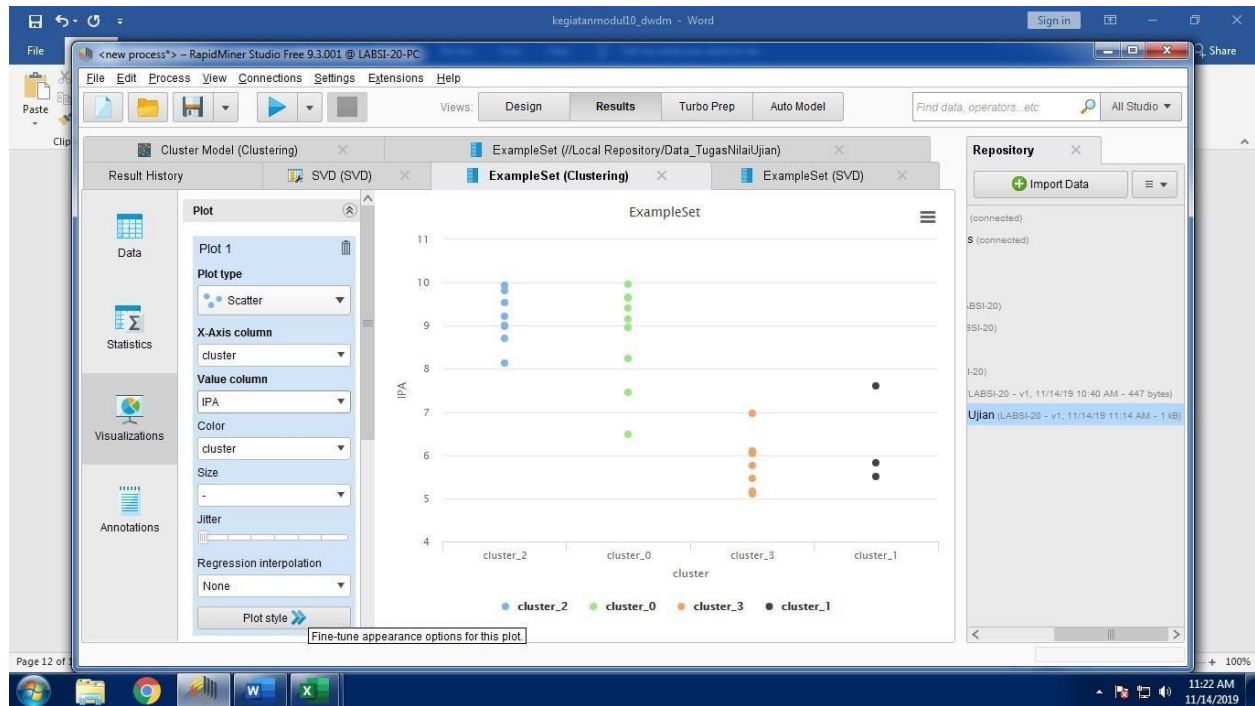 kegiatanmodul10_dwdm - Word
Sign in
File
Share
<new process*> – RapidMiner Studio Free 9.3.001 @ LABSI-20-PC
File Edit Process View Connections Settings Extensions Help
Paste
Clip
Views:
Design
Results
Turbo Prep
Auto Model
Find data, operators...etc
All Studio
Cluster Model (Clustering)
ExampleSet (//Local Repository/Data_TugasNilaiUjian)
Result History
SVD (SVD)
ExampleSet (Clustering)
ExampleSet (SVD)
Repository
Import Data
Data
Statistics
Visualizations
Annotations
Plot
Plot 1
Plot type
Scatter
X-Axis column
cluster
Value column
IPA
Color
cluster
Size
-
Jitter
Regression interpolation
None
Plot style
Fine-tune appearance options for this plot.
ExampleSet
11
10
9
8
7
6
5
4
IPA
cluster_2 cluster_0 cluster_3 cluster_1
cluster
cluster_2 cluster_0 cluster_3 cluster_1
(connected)
S (connected)
ABSI-20)
BSI-20)
I-20)
LABSI-20 – v1, 11/14/19 10:40 AM – 447 bytes)
Ujian (LABSI-20 – v1, 11/14/19 11:14 AM – 1 kB)
Page 12 of 1
100%
11:22 AM
11/14/2019